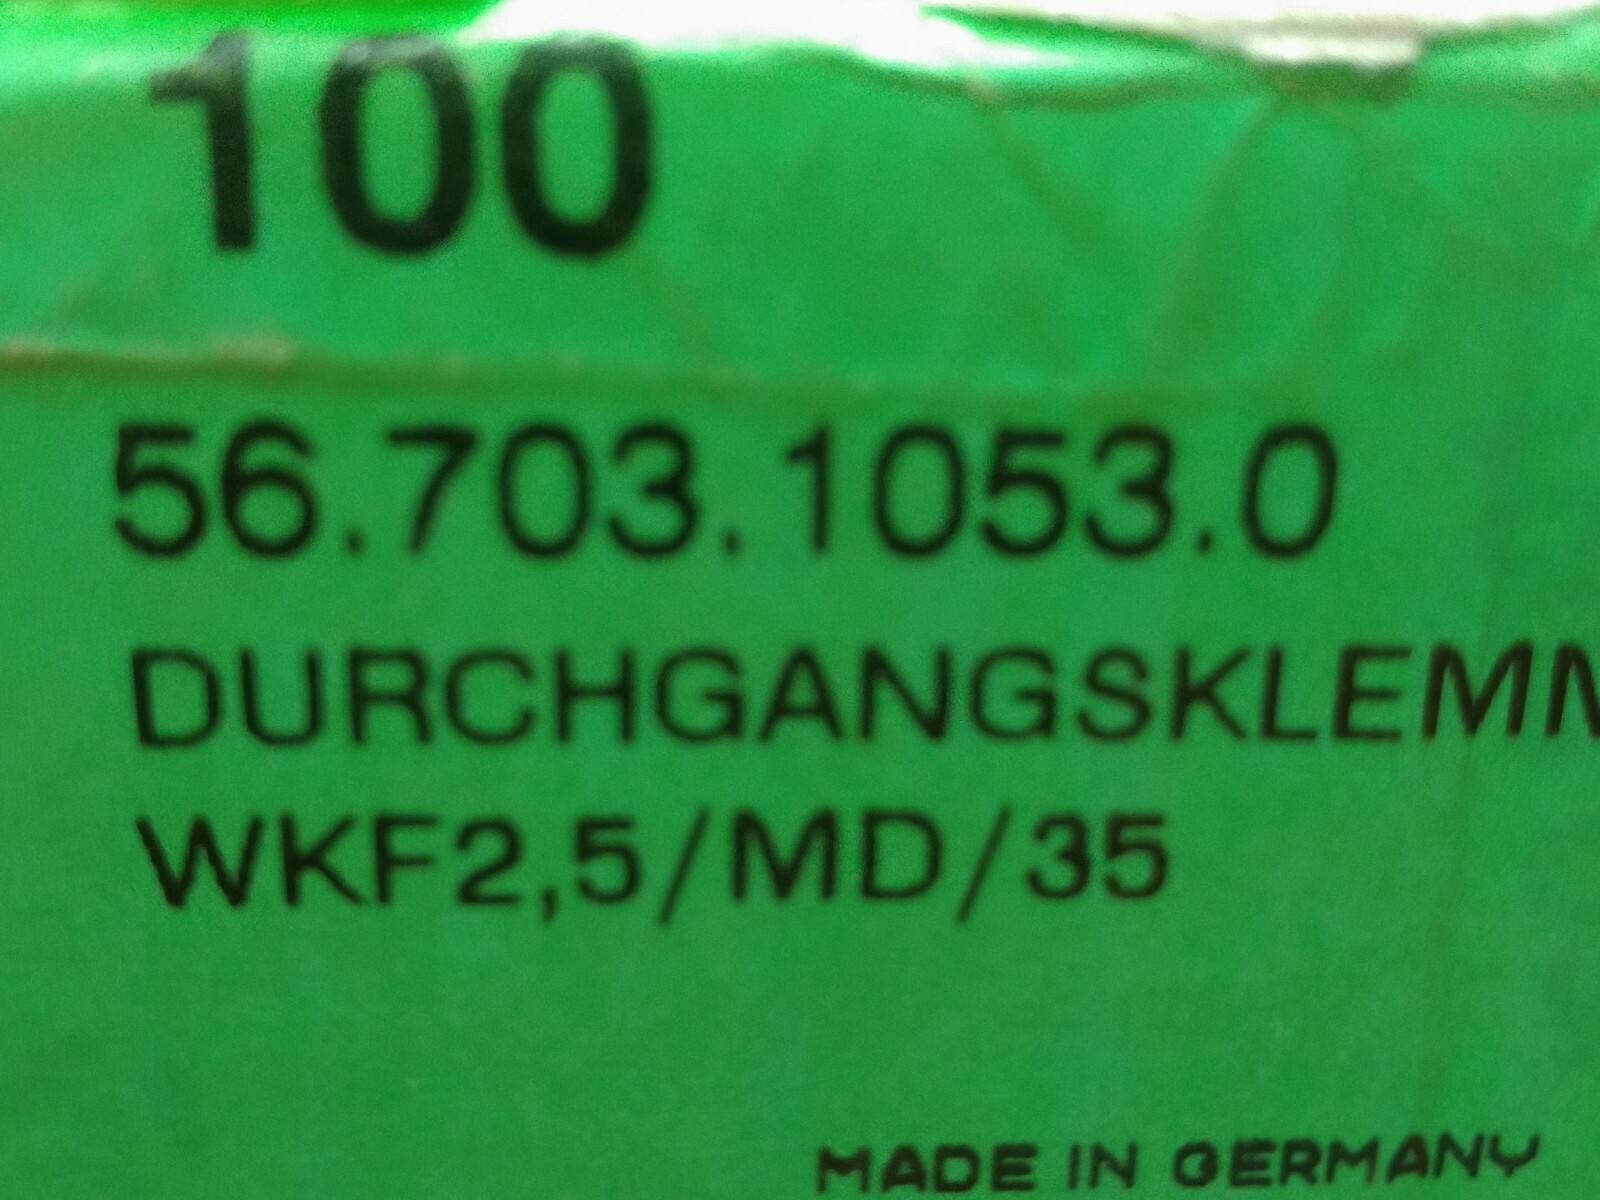 100
56.703.1053.0
DURCHGANGSKLEMM
WKF2,5/MD/35
MADE IN GERMANY